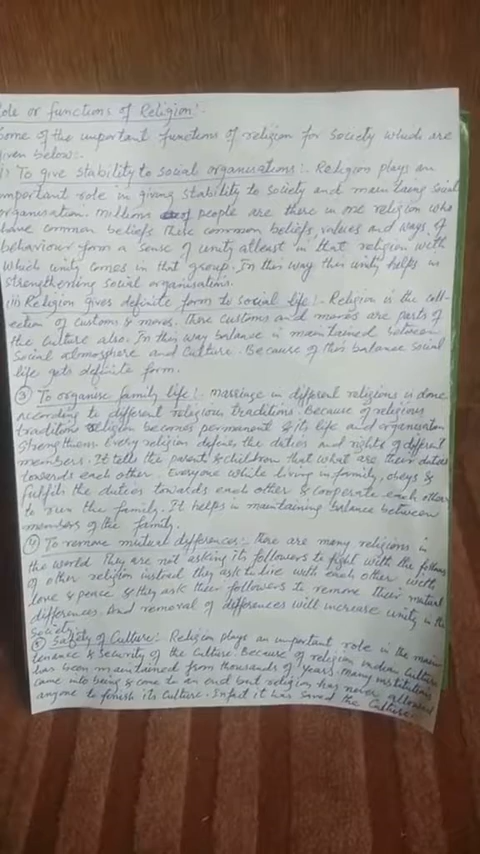 ole or functions of Religion:-
Some of the important functions of religion for society which are
given below:-
(i) To give stability to social organisations:- Religion plays an
important role in giving stability to society and maintaining social
organisation. Millions of people are there in one religion who
have common beliefs These common beliefs, values and ways of
behaviour form a sense of unity atleast in that religion with
which unity comes in that group. In this way this unity helps in
strengthening social organisations.
(ii) Religion gives definite form to social life:- Religion is the coll-
ection of customs & mores. These customs and mores are parts of
the culture also. In this way balance is maintained between
social atmosphere and culture. Because of this balance social
life gets definite form.
③ To organise family life:- Marriage in different religions is done
according to different religious traditions. Because of religious
traditions religion becomes permanent & its life and organisation
strengthens Every religion defines the duties and rights of different
members. It tells the parent & children that what are their duties
towards each other. Everyone while living in family, obeys &
fulfils the duties towards each other & cooperate each other
to run the family. It helps in maintaining balance between
members of the family.
④ To remove mutual differences:- There are many religions in
the world They are not asking its followers to fight with the
of other religion instead they ask to live with each other with
love & peace & they ask their followers to remove their mutual
differences. And removal of differences will increase unity in the
society.
⑤ Safety of Culture:- Religion plays an important role in the main-
tenance & security of the culture Because of religion Indian culture
has been maintained from thousands of years. Many institutions
came into being & come to an end but religion has never allowed
anyone to finish its culture. Infact it has saved the culture.